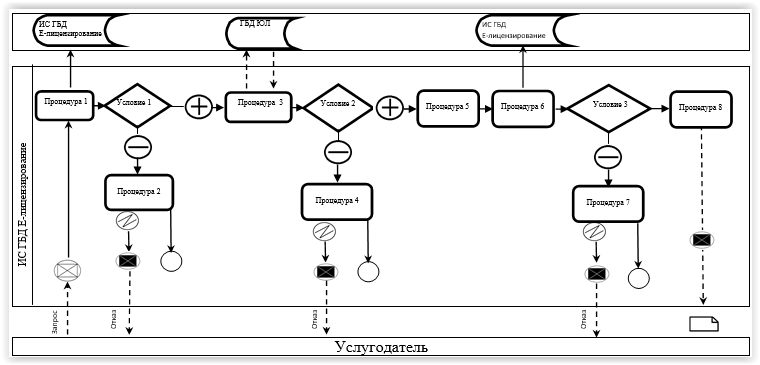 ИС ГБД
Е-лицензирование
ГБД ЮЛ
ИС ГБД
Е-лицензирование
ИС ГБД Е-лицензирование
Процедура 1
Условие 1
Процедура 3
Условие 2
Процедура 5
Процедура 6
Условие 3
Процедура 8
Процедура 2
Процедура 4
Процедура 7
Запрос
Отказ
Отказ
Отказ
Услугодатель